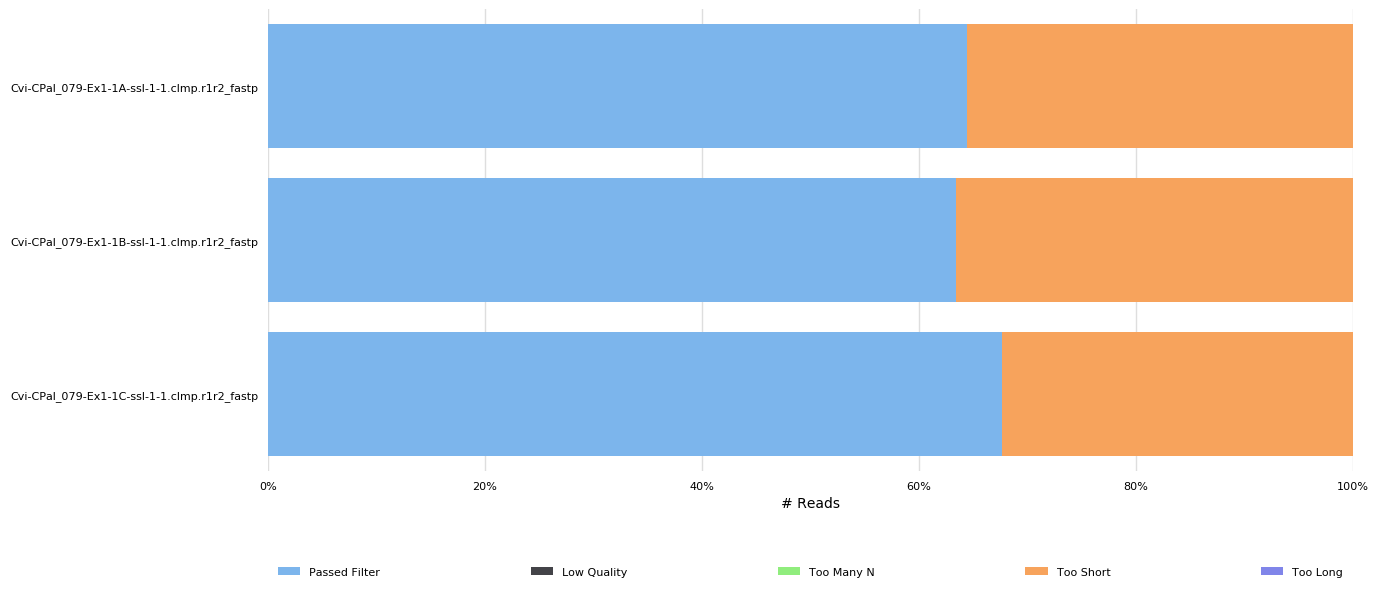 Cvi-CPal_079-Ex1-1A-ssl-1-1.clmp.r1r2_fastp
Cvi-CPal_079-Ex1-1B-ssl-1-1.clmp.r1r2_fastp
Cvi-CPal_079-Ex1-1C-ssl-1-1.clmp.r1r2_fastp
0% 20% 40% 60% 80% 100%
# Reads
Passed Filter Low Quality Too Many N Too Short Too Long